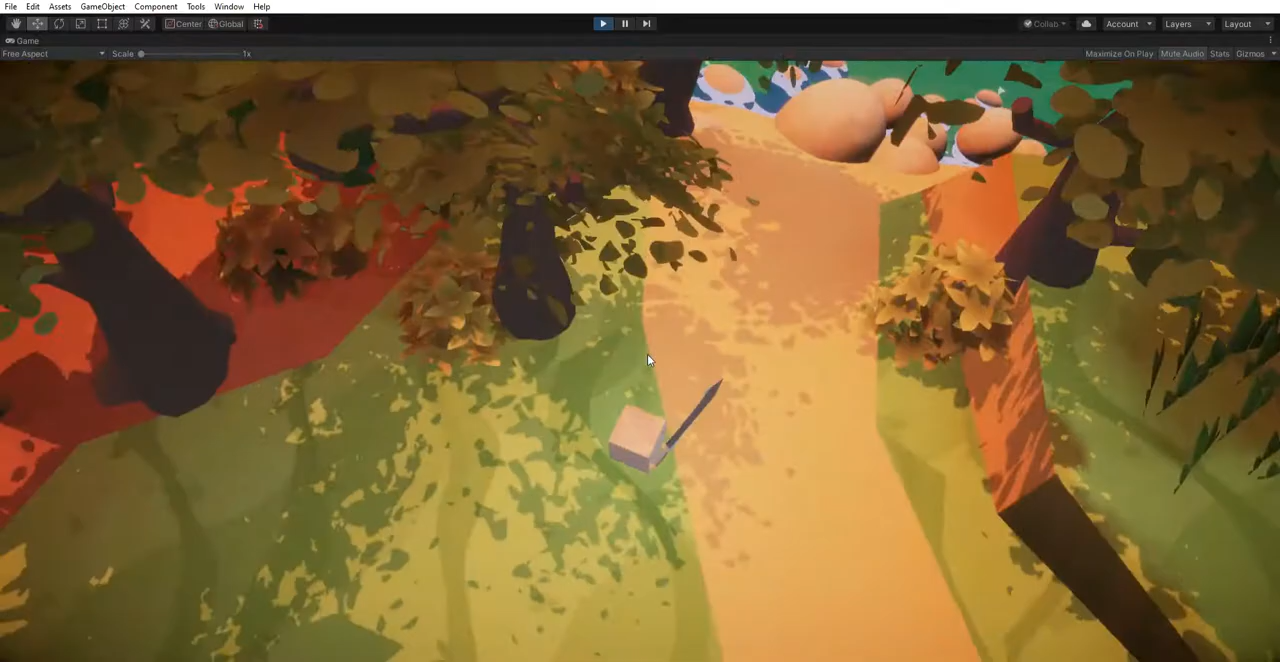 File Edit Assets GameObject Component Tools Window Help
Center Global Collab Account Layers Layout
Game
Free Aspect Scale 1x Maximize On Play Mute Audio Stats Gizmos